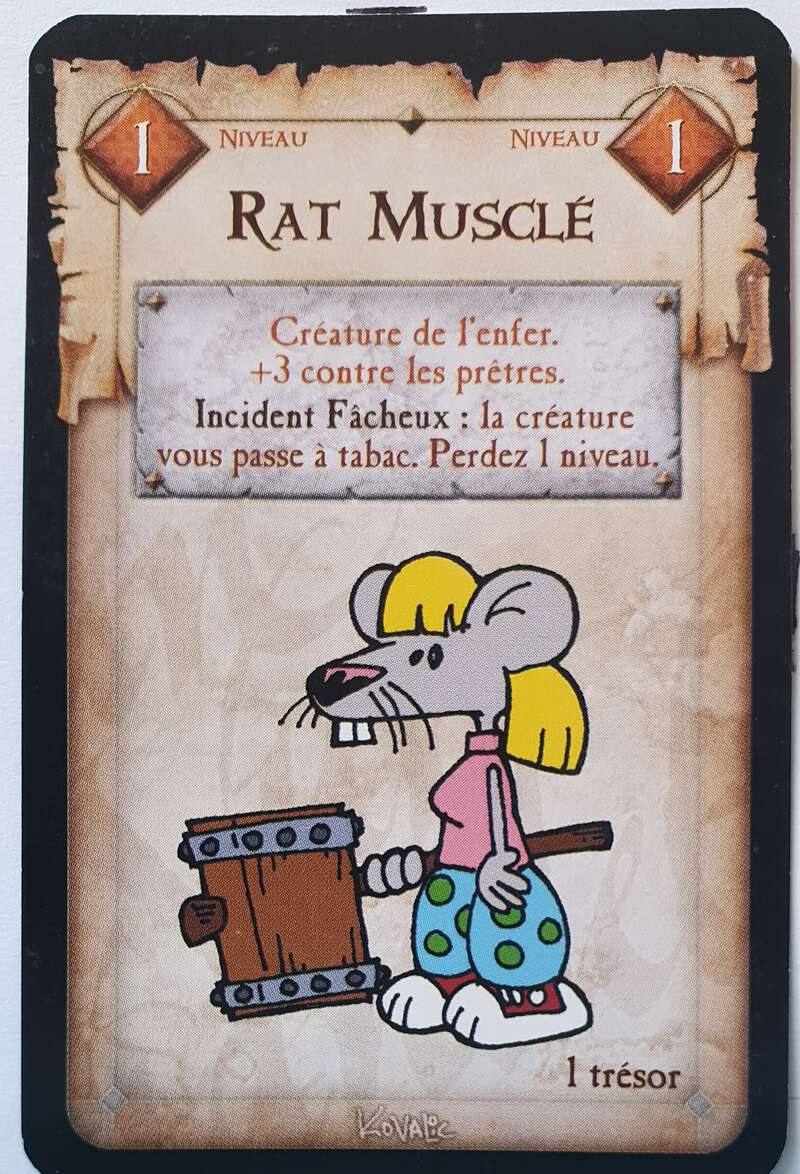 1 Niveau Niveau 1
Rat Musclé
Créature de l'enfer.
+3 contre les prêtres.
Incident Fâcheux : la créature
vous passe à tabac. Perdez 1 niveau.
1 trésor
Kovalic